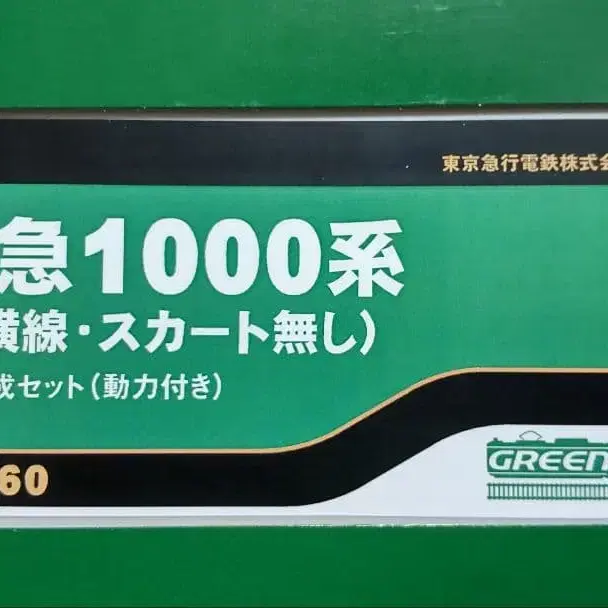 東京急行電鉄株式会
急1000系
横線・スカート無し)
成セット(動力付き)
60
GREEN